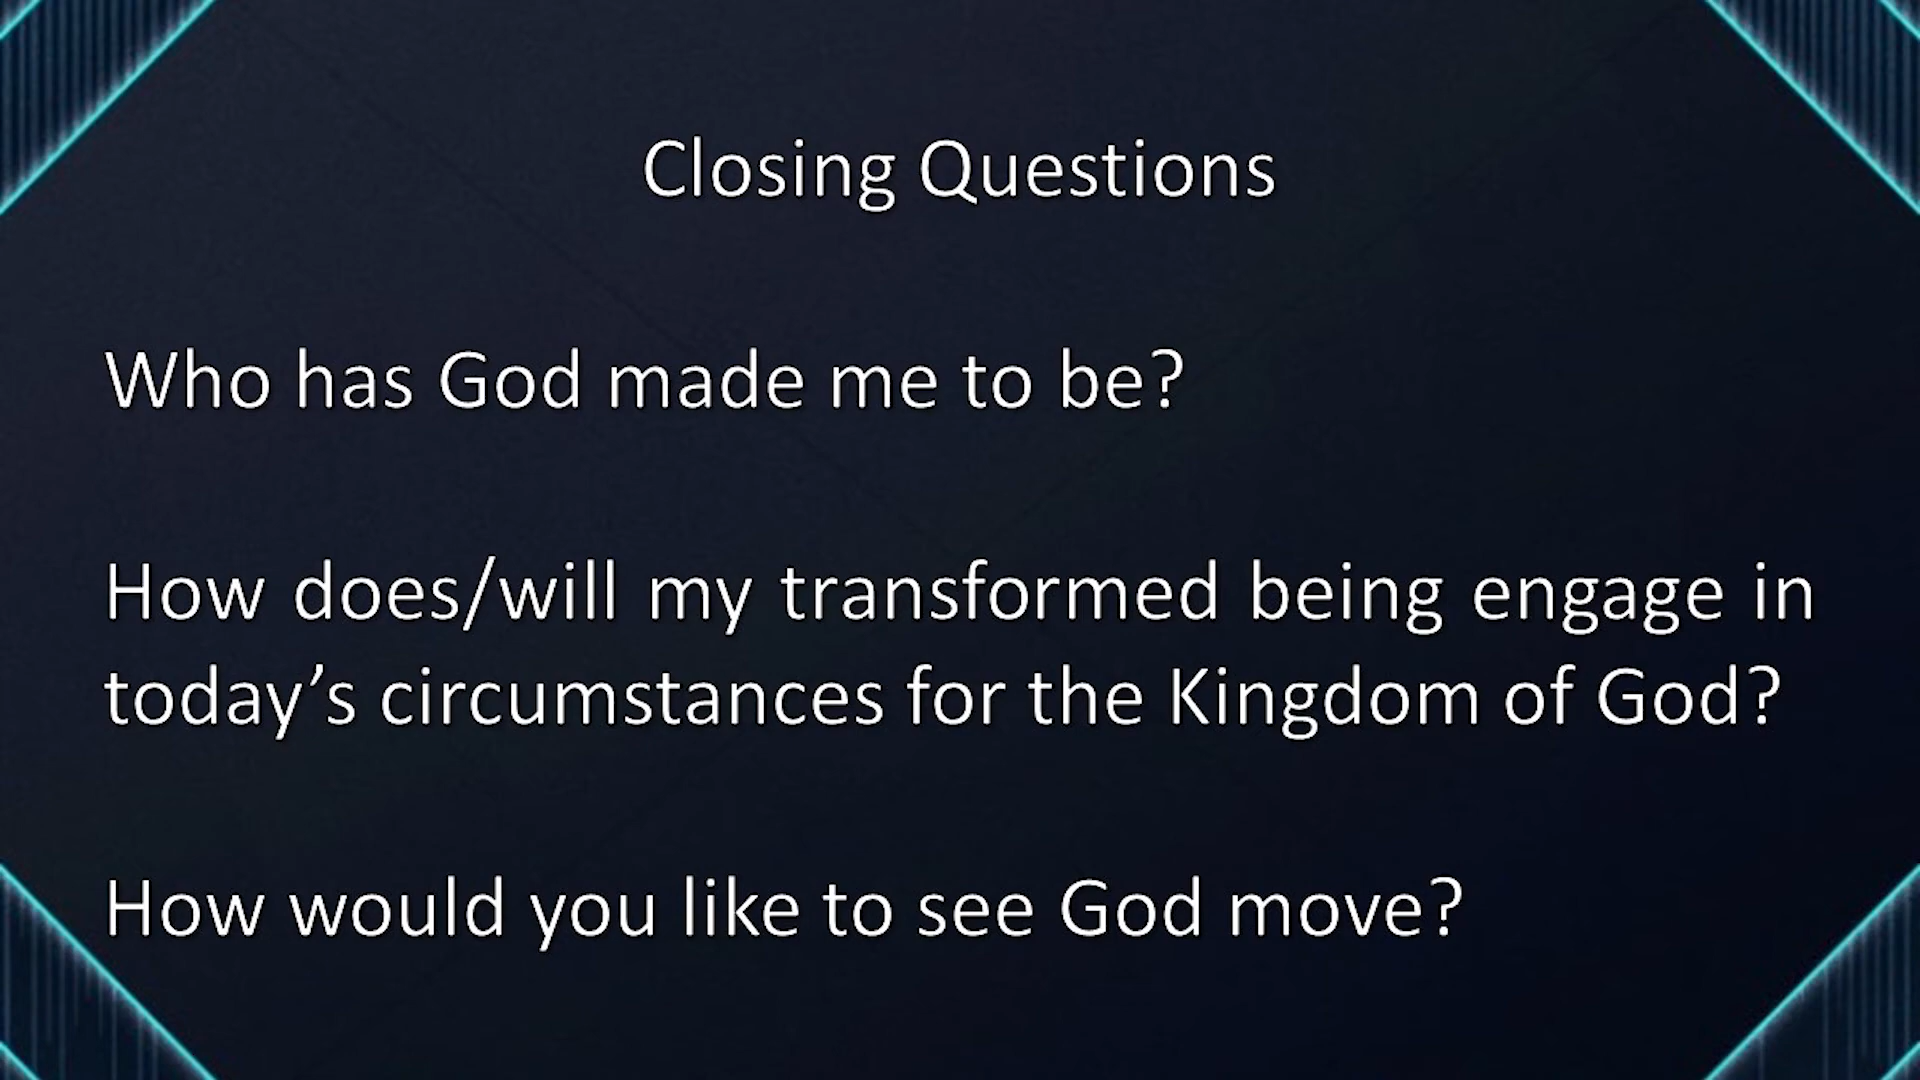 Closing Questions
Who has God made me to be?
How does/will my transformed being engage in
today’s circumstances for the Kingdom of God?
How would you like to see God move?